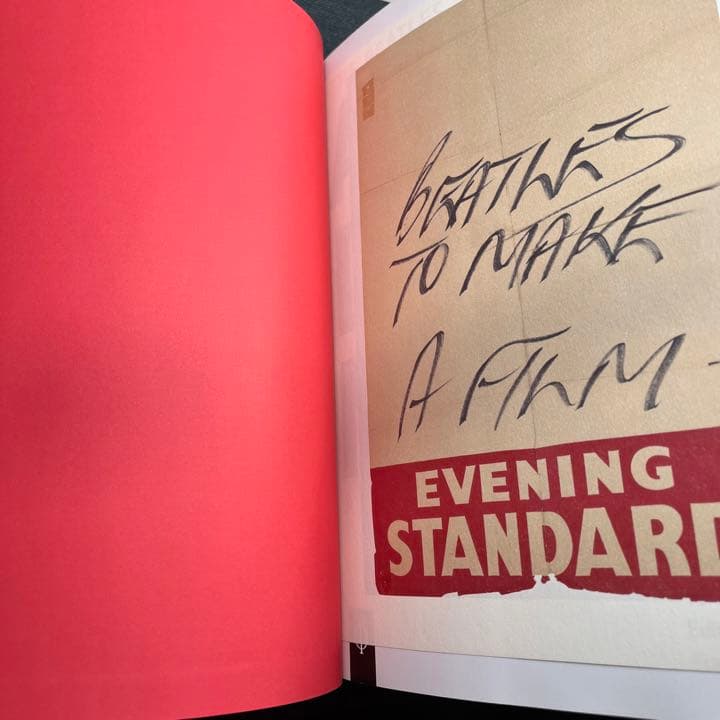 BEATLES
TO MAKE
A FILM -
EVENING
STANDARD